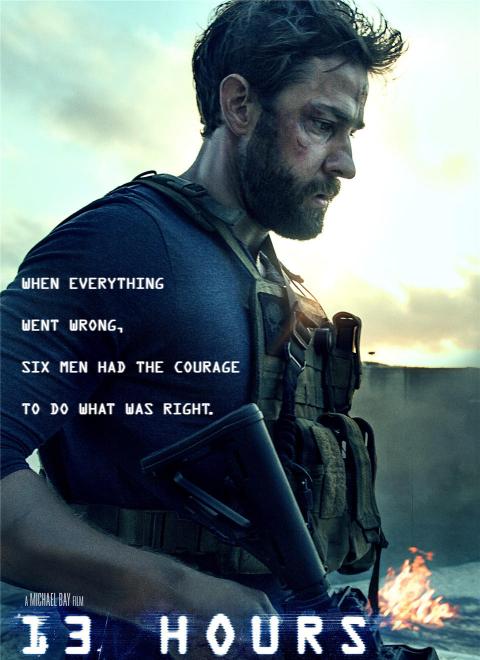 WHEN EVERYTHING
WENT WRONG,
SIX MEN HAD THE COURAGE
TO DO WHAT WAS RIGHT.
A MICHAEL BAY FILM
13 HOURS